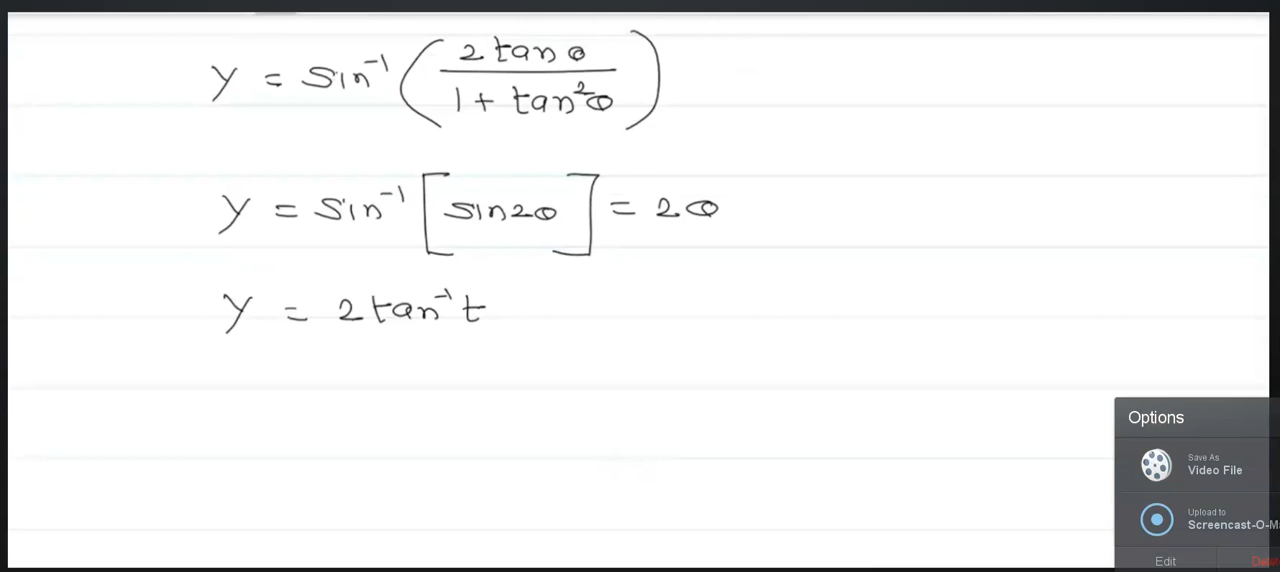 y = sin⁻¹ ( 2 tan θ / 1 + tan² θ )
y = sin⁻¹ [ sin 2θ ] = 2θ
y = 2 tan⁻¹ t
Options
Save As
Video File
Upload to
Screencast-O-M
Edit